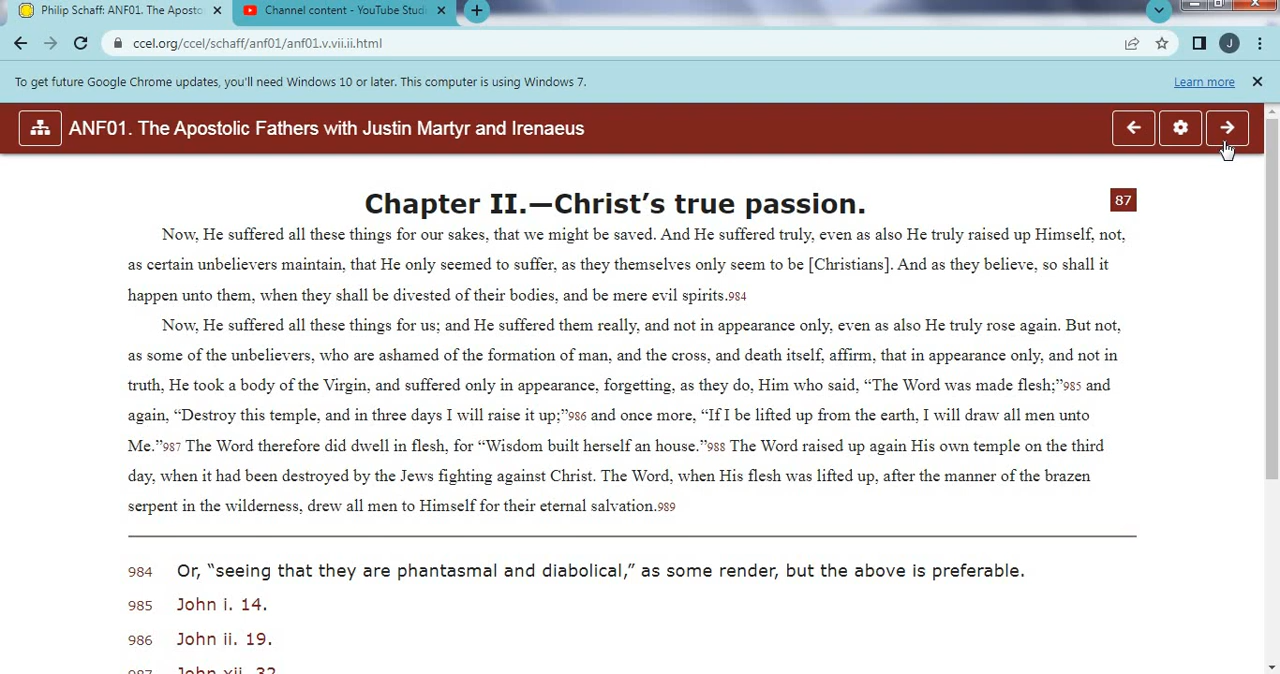 Philip Schaff: ANF01. The Aposto
Channel content - YouTube Studi
ccel.org/ccel/schaff/anf01/anf01.v.vii.ii.html
J
To get future Google Chrome updates, you'll need Windows 10 or later. This computer is using Windows 7.
Learn more
ANF01. The Apostolic Fathers with Justin Martyr and Irenaeus
Chapter II.—Christ's true passion.
87
Now, He suffered all these things for our sakes, that we might be saved. And He suffered truly, even as also He truly raised up Himself, not,
as certain unbelievers maintain, that He only seemed to suffer, as they themselves only seem to be [Christians]. And as they believe, so shall it
happen unto them, when they shall be divested of their bodies, and be mere evil spirits.984
Now, He suffered all these things for us; and He suffered them really, and not in appearance only, even as also He truly rose again. But not,
as some of the unbelievers, who are ashamed of the formation of man, and the cross, and death itself, affirm, that in appearance only, and not in
truth, He took a body of the Virgin, and suffered only in appearance, forgetting, as they do, Him who said, “The Word was made flesh;”985 and
again, “Destroy this temple, and in three days I will raise it up;”986 and once more, “If I be lifted up from the earth, I will draw all men unto
Me.”987 The Word therefore did dwell in flesh, for “Wisdom built herself an house.”988 The Word raised up again His own temple on the third
day, when it had been destroyed by the Jews fighting against Christ. The Word, when His flesh was lifted up, after the manner of the brazen
serpent in the wilderness, drew all men to Himself for their eternal salvation.989
984 Or, “seeing that they are phantasmal and diabolical,” as some render, but the above is preferable.
985 John i. 14.
986 John ii. 19.
987 John xii. 32.